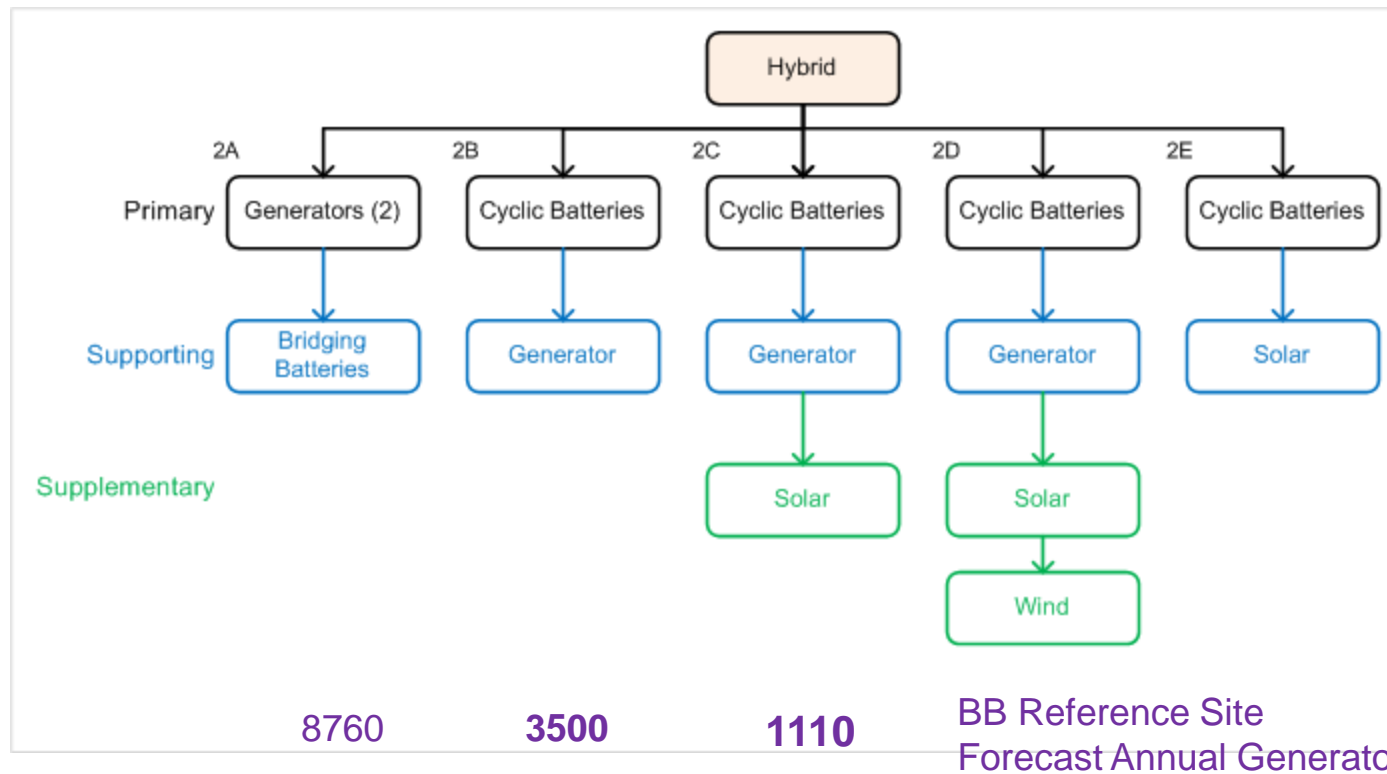 Hybrid
2A 2B 2C 2D 2E
Primary Generators (2) Cyclic Batteries Cyclic Batteries Cyclic Batteries Cyclic Batteries
Supporting Bridging Batteries Generator Generator Generator Solar
Supplementary Solar Solar
Wind
8760 3500 1110 BB Reference Site
Forecast Annual Generato